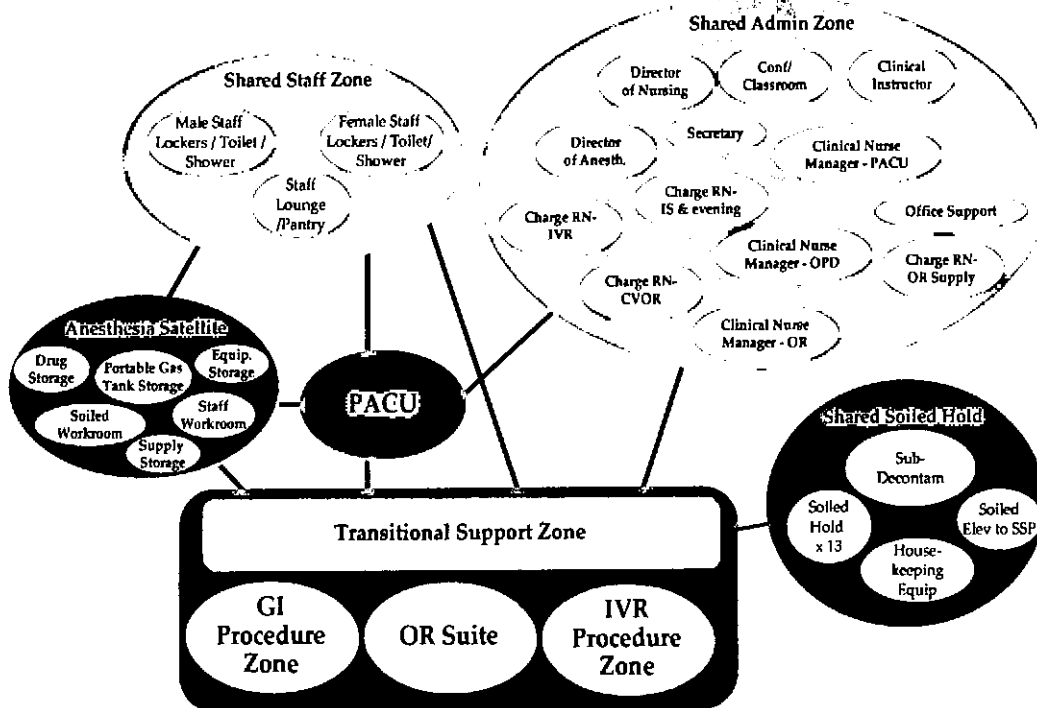 Shared Admin Zone
Director
of Nursing
Conf/
Classroom
Clinical
Instructor
Secretary
Director
of Anesth.
Clinical Nurse
Manager - PACU
Charge RN-
IS & evening
Charge RN-
IVR
Office Support
Clinical Nurse
Manager - OPD
Charge RN-
OR Supply
Charge RN-
CVOR
Clinical Nurse
Manager - OR
Shared Staff Zone
Male Staff
Lockers / Toilet /
Shower
Female Staff
Lockers / Toilet/
Shower
Staff
Lounge
/Pantry
Anesthesia Satellite
Drug
Storage
Portable Gas
Tank Storage
Equip.
Storage
Soiled
Workroom
Staff
Workroom
Supply
Storage
PACU
Shared Soiled Hold
Sub-
Decontam
Soiled
Hold
x 13
Soiled
Elev to SSP
House-
keeping
Equip
Transitional Support Zone
GI
Procedure
Zone
OR Suite
IVR
Procedure
Zone